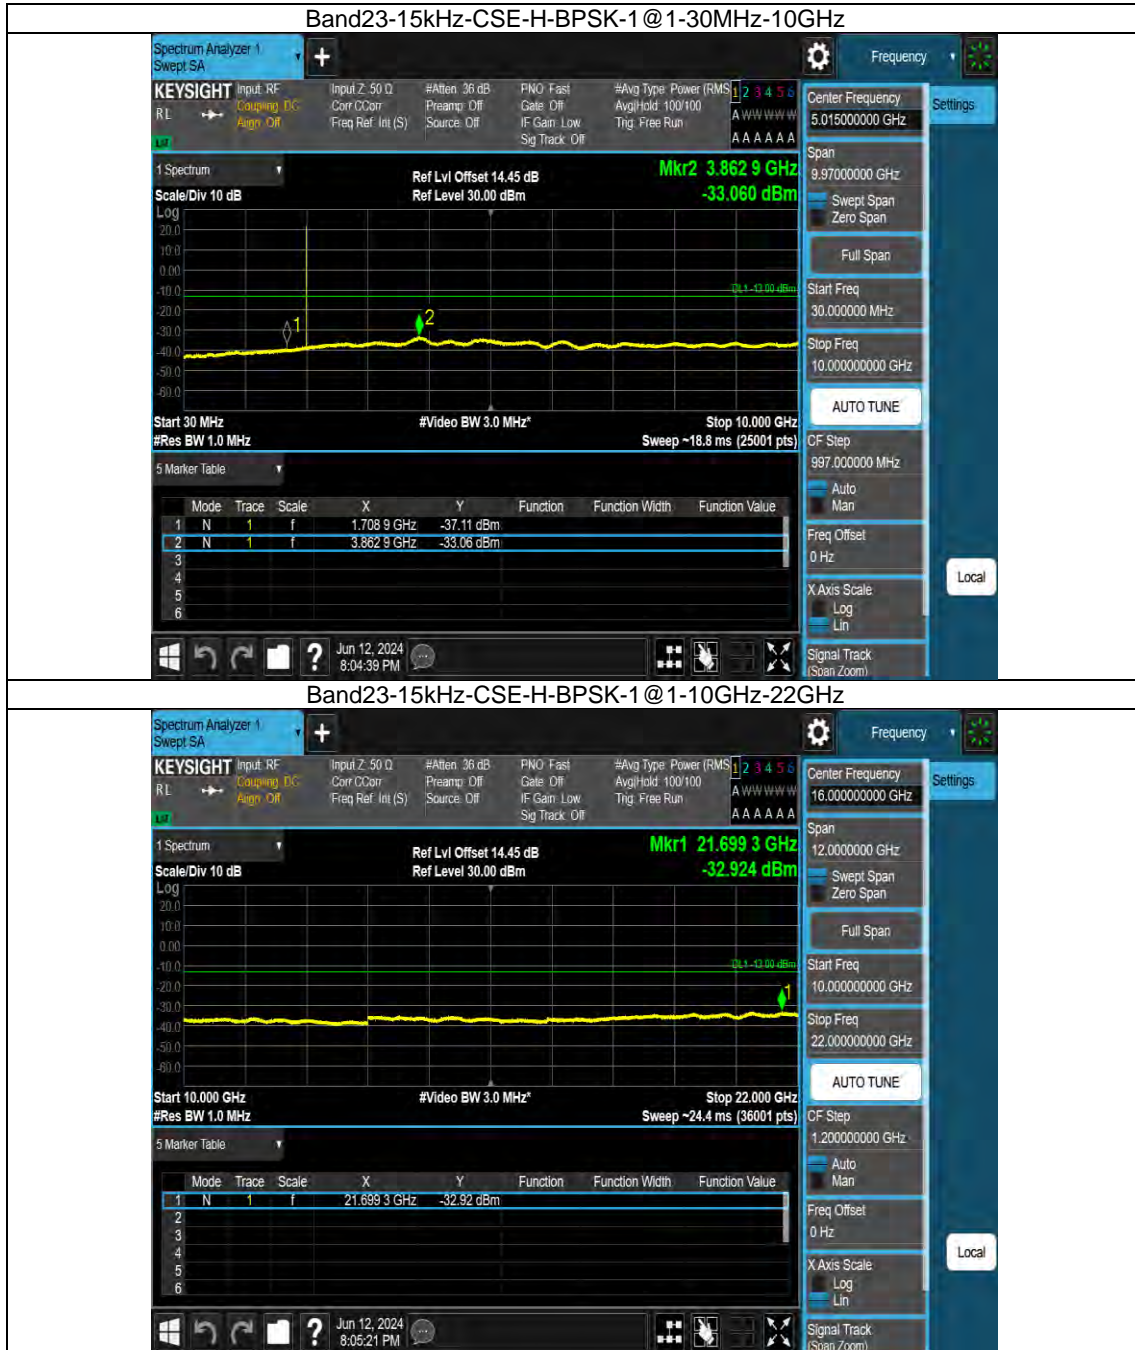 Band23-15kHz-CSE-H-BPSK-1@1-30MHz-10GHz
Spectrum Analyzer 1
Swept SA
+
Frequency
KEYSIGHT Input: RF Input Z: 50 Ω #Atten: 36 dB PNO: Fast #Avg Type: Power (RMS 1 2 3 4 5 6
RL Coupling: DC Corr CCorr Preamp: Off Gate: Off Avg|Hold: 100/100 A W W W W W
Align: Off Freq Ref: Int (S) Source: Off IF Gain: Low Trig: Free Run
Sig Track: Off A A A A A A
Center Frequency
5.015000000 GHz
Settings
1 Spectrum
Ref Lvl Offset 14.45 dB
Mkr2 3.862 9 GHz
Scale/Div 10 dB
Ref Level 30.00 dBm
-33.060 dBm
Log
20.0
10.0
0.00
-10.0
-20.0
-30.0
-40.0
-50.0
-60.0
DL1 -13.00 dBm
1
2
Start 30 MHz #Video BW 3.0 MHz* Stop 10.000 GHz
#Res BW 1.0 MHz Sweep ~18.8 ms (25001 pts)
Span
9.97000000 GHz
Swept Span
Zero Span
Full Span
Start Freq
30.000000 MHz
Stop Freq
10.000000000 GHz
AUTO TUNE
CF Step
997.000000 MHz
Auto
Man
Freq Offset
0 Hz
X Axis Scale
Log
Lin
Signal Track
(Span Zoom)
Local
5 Marker Table
Mode Trace Scale X Y Function Function Width Function Value
1 N 1 f 1.708 9 GHz -37.11 dBm
2 N 1 f 3.862 9 GHz -33.06 dBm
3
4
5
6
?
Jun 12, 2024
8:04:39 PM
Band23-15kHz-CSE-H-BPSK-1@1-10GHz-22GHz
Spectrum Analyzer 1
Swept SA
+
Frequency
KEYSIGHT Input: RF Input Z: 50 Ω #Atten: 36 dB PNO: Fast #Avg Type: Power (RMS 1 2 3 4 5 6
RL Coupling: DC Corr CCorr Preamp: Off Gate: Off Avg|Hold: 100/100 A W W W W W
Align: Off Freq Ref: Int (S) Source: Off IF Gain: Low Trig: Free Run
Sig Track: Off A A A A A A
Center Frequency
16.000000000 GHz
Settings
1 Spectrum
Ref Lvl Offset 14.45 dB
Mkr1 21.699 3 GHz
Scale/Div 10 dB
Ref Level 30.00 dBm
-32.924 dBm
Log
20.0
10.0
0.00
-10.0
-20.0
-30.0
-40.0
-50.0
-60.0
DL1 -13.00 dBm
1
Start 10.000 GHz #Video BW 3.0 MHz* Stop 22.000 GHz
#Res BW 1.0 MHz Sweep ~24.4 ms (36001 pts)
Span
12.0000000 GHz
Swept Span
Zero Span
Full Span
Start Freq
10.000000000 GHz
Stop Freq
22.000000000 GHz
AUTO TUNE
CF Step
1.200000000 GHz
Auto
Man
Freq Offset
0 Hz
X Axis Scale
Log
Lin
Signal Track
(Span Zoom)
Local
5 Marker Table
Mode Trace Scale X Y Function Function Width Function Value
1 N 1 f 21.699 3 GHz -32.92 dBm
2
3
4
5
6
?
Jun 12, 2024
8:05:21 PM